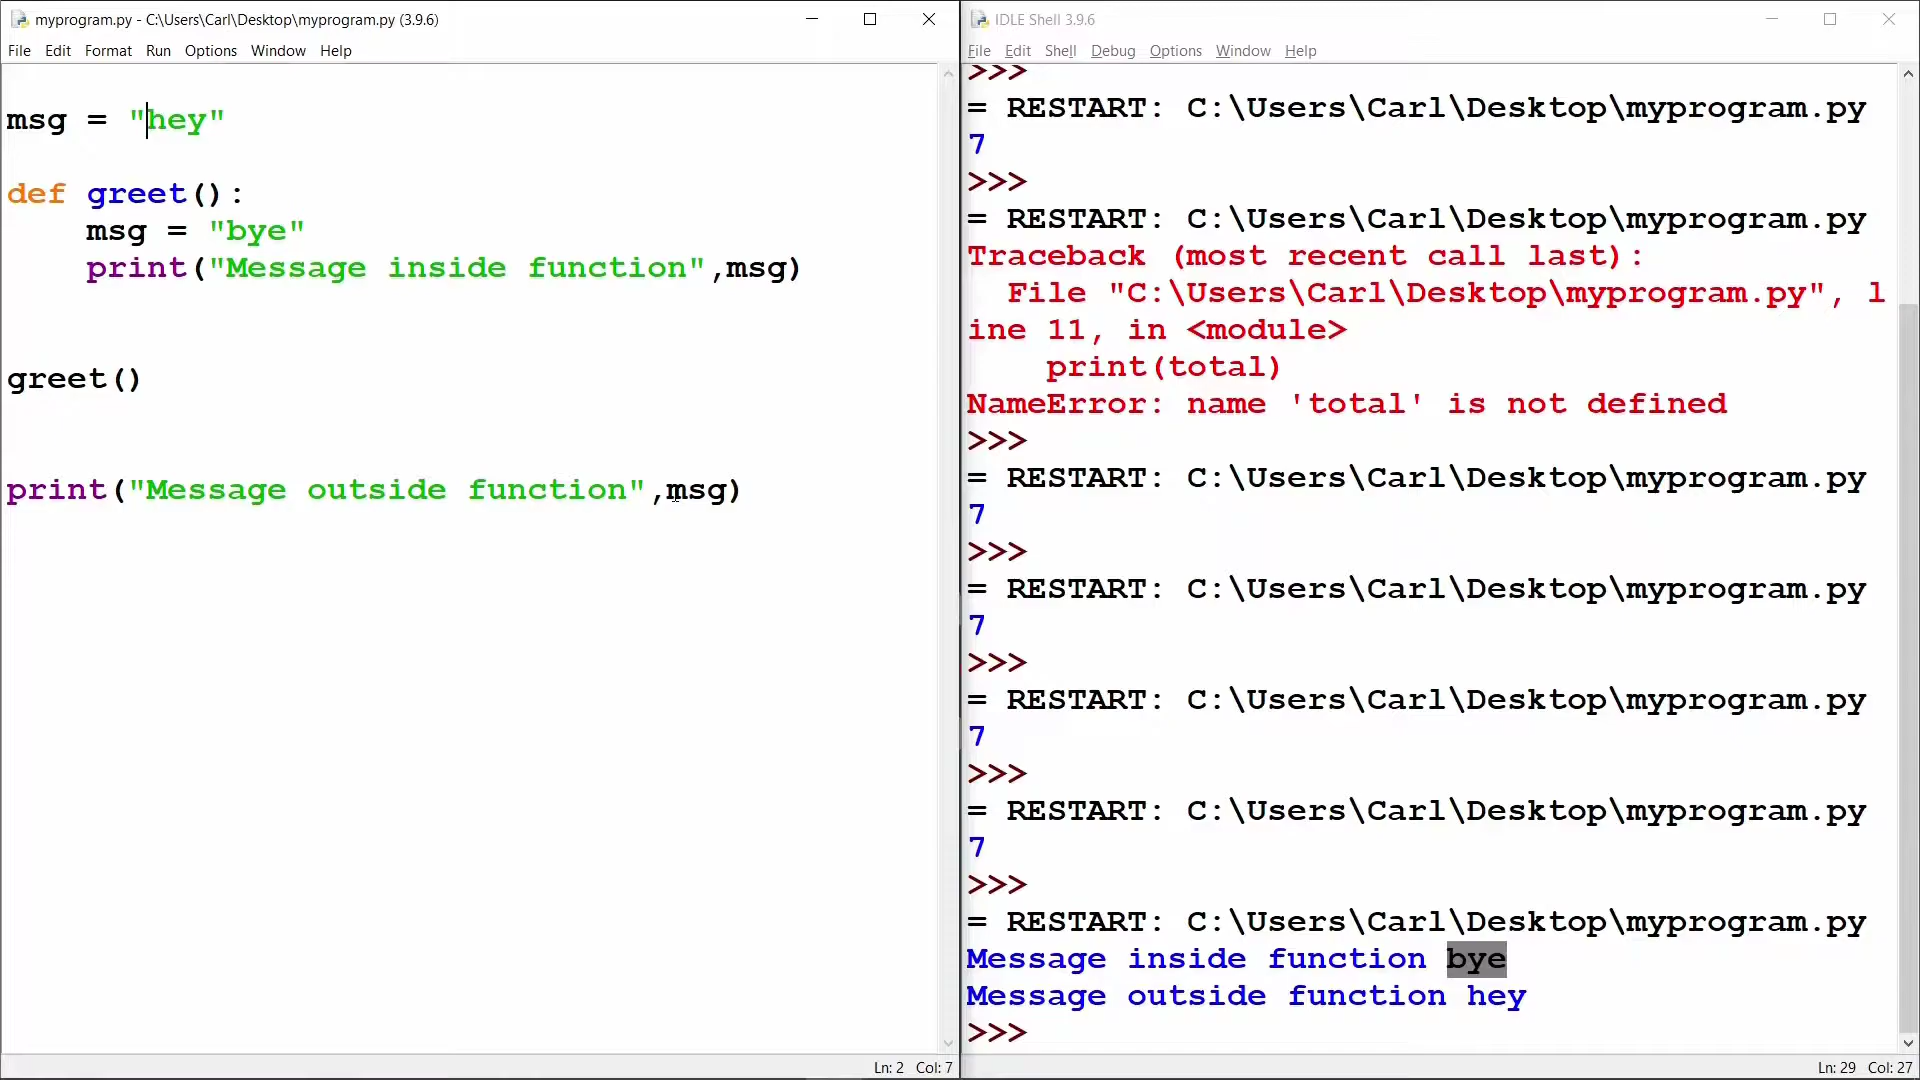 myprogram.py - C:\Users\Carl\Desktop\myprogram.py (3.9.6)
File Edit Format Run Options Window Help
msg = "hey"
def greet():
    msg = "bye"
    print("Message inside function",msg)
greet()
print("Message outside function",msg)
Ln: 2 Col: 7
IDLE Shell 3.9.6
File Edit Shell Debug Options Window Help
>>>
= RESTART: C:\Users\Carl\Desktop\myprogram.py
7
>>>
= RESTART: C:\Users\Carl\Desktop\myprogram.py
Traceback (most recent call last):
  File "C:\Users\Carl\Desktop\myprogram.py", l
ine 11, in <module>
    print(total)
NameError: name 'total' is not defined
>>>
= RESTART: C:\Users\Carl\Desktop\myprogram.py
7
>>>
= RESTART: C:\Users\Carl\Desktop\myprogram.py
7
>>>
= RESTART: C:\Users\Carl\Desktop\myprogram.py
7
>>>
= RESTART: C:\Users\Carl\Desktop\myprogram.py
7
>>>
= RESTART: C:\Users\Carl\Desktop\myprogram.py
Message inside function bye
Message outside function hey
>>>
Ln: 29 Col: 27